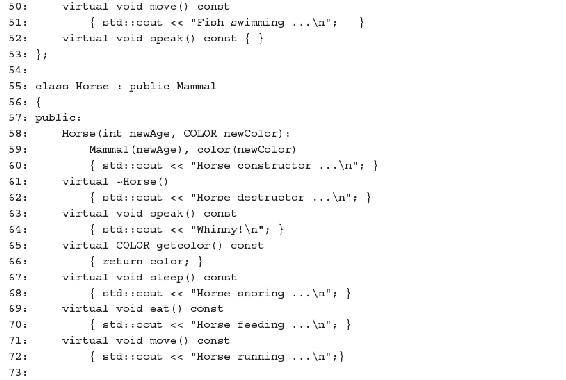 50:     virtual void move() const
51:         { std::cout << "Fish swimming ...\n";   }
52:     virtual void speak() const { }
53: };
54:
55: class Horse : public Mammal
56: {
57: public:
58:     Horse(int newAge, COLOR newColor):
59:         Mammal(newAge), color(newColor)
60:         { std::cout << "Horse constructor ...\n"; }
61:     virtual ~Horse()
62:         { std::cout << "Horse destructor ...\n"; }
63:     virtual void speak() const
64:         { std::cout << "Whinny!\n"; }
65:     virtual COLOR getcolor() const
66:         { return color; }
67:     virtual void sleep() const
68:         { std::cout << "Horse snoring ...\n"; }
69:     virtual void eat() const
70:         { std::cout << "Horse feeding ...\n"; }
71:     virtual void move() const
72:         { std::cout << "Horse running ...\n";}
73: